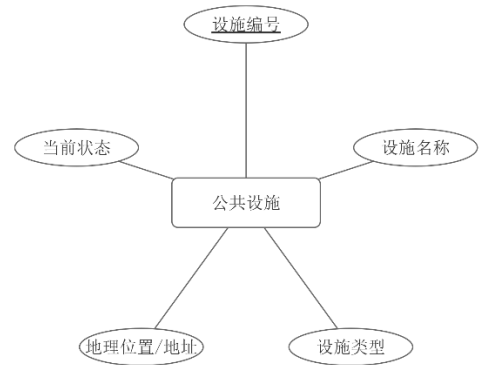 设施编号
当前状态
设施名称
公共设施
地理位置/地址
设施类型